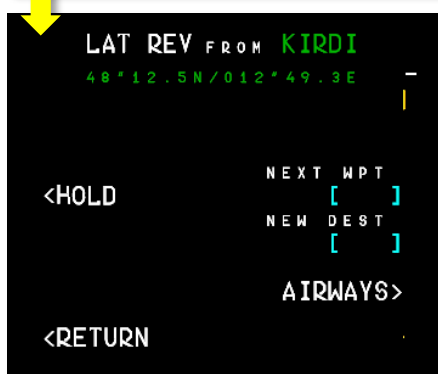 LAT REV FROM KIRDI
48°12.5N/012°49.3E
NEXT WPT
<HOLD [ ]
NEW DEST
[ ]
AIRWAYS>
<RETURN